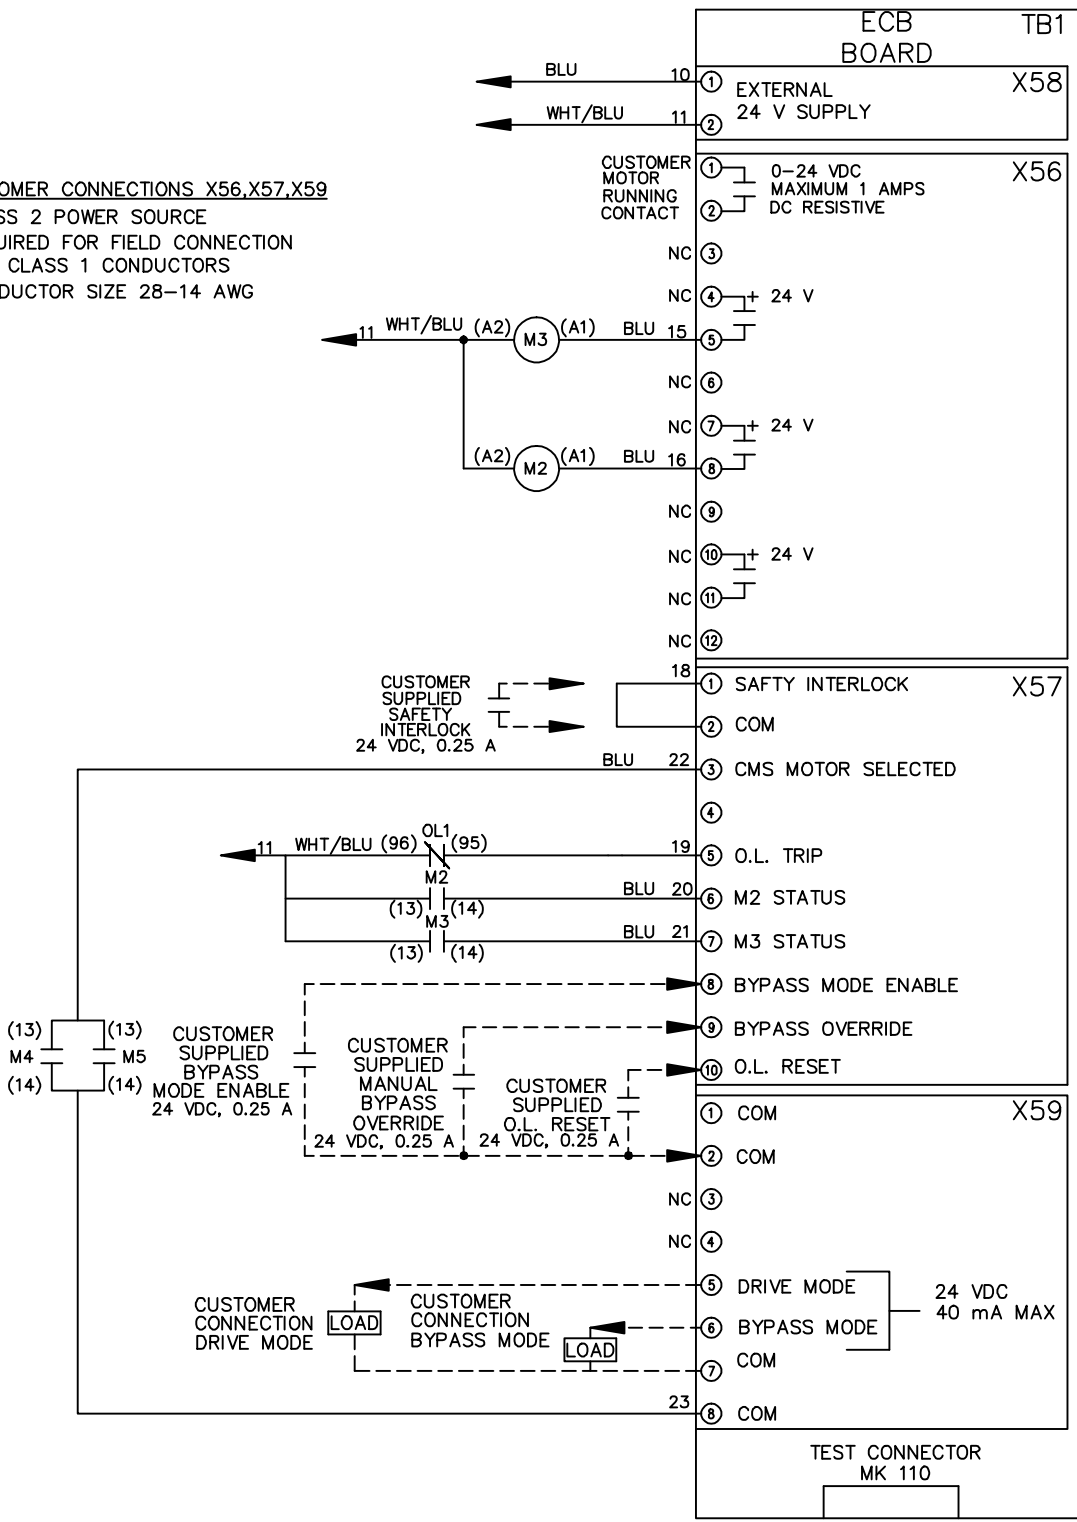 ECB TB1
BOARD
BLU 10 1 EXTERNAL X58
WHT/BLU 11 2 24 V SUPPLY
OMER CONNECTIONS X56,X57,X59
SS 2 POWER SOURCE
UIRED FOR FIELD CONNECTION
CLASS 1 CONDUCTORS
DUCTOR SIZE 28-14 AWG
CUSTOMER
MOTOR
RUNNING
CONTACT
1
2
0-24 VDC
MAXIMUM 1 AMPS
DC RESISTIVE
X56
NC 3
NC 4 + 24 V
11 WHT/BLU (A2) M3 (A1) BLU 15 5
NC 6
NC 7 + 24 V
(A2) M2 (A1) BLU 16 8
NC 9
NC 10 + 24 V
NC 11
NC 12
CUSTOMER
SUPPLIED
SAFETY
INTERLOCK
24 VDC, 0.25 A
18 1 SAFTY INTERLOCK X57
2 COM
BLU 22 3 CMS MOTOR SELECTED
4
11 WHT/BLU (96) OL1 (95) 19 5 O.L. TRIP
M2
(13) (14) BLU 20 6 M2 STATUS
M3
(13) (14) BLU 21 7 M3 STATUS
8 BYPASS MODE ENABLE
9 BYPASS OVERRIDE
10 O.L. RESET
(13) (13)
M4 M5
(14) (14)
CUSTOMER
SUPPLIED
BYPASS
MODE ENABLE
24 VDC, 0.25 A
CUSTOMER
SUPPLIED
MANUAL
BYPASS
OVERRIDE
24 VDC, 0.25 A
CUSTOMER
SUPPLIED
O.L. RESET
24 VDC, 0.25 A
1 COM X59
2 COM
NC 3
NC 4
5 DRIVE MODE
6 BYPASS MODE
7 COM
24 VDC
40 mA MAX
CUSTOMER
CONNECTION
DRIVE MODE
LOAD
CUSTOMER
CONNECTION
BYPASS MODE
LOAD
23 8 COM
TEST CONNECTOR
MK 110